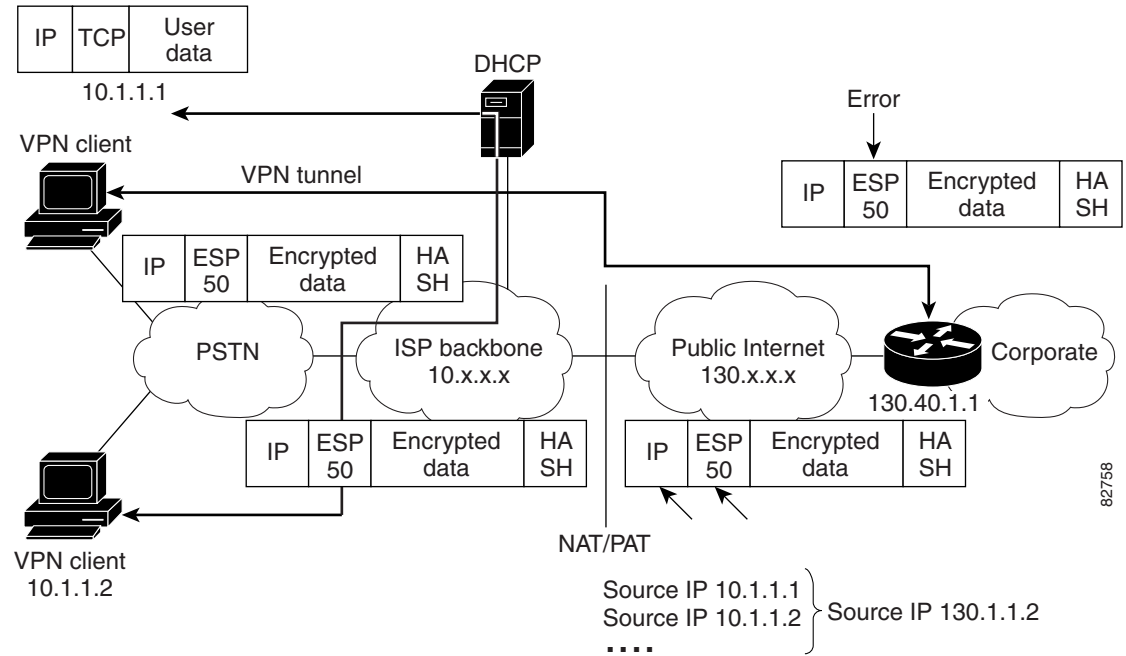 IP TCP User data
10.1.1.1
DHCP
Error
VPN client
VPN tunnel
IP ESP 50 Encrypted data HA SH
IP ESP 50 Encrypted data HA SH
PSTN
ISP backbone
10.x.x.x
Public Internet
130.x.x.x
Corporate
130.40.1.1
IP ESP 50 Encrypted data HA SH
IP ESP 50 Encrypted data HA SH
82758
VPN client
10.1.1.2
NAT/PAT
Source IP 10.1.1.1
Source IP 10.1.1.2
Source IP 130.1.1.2
....